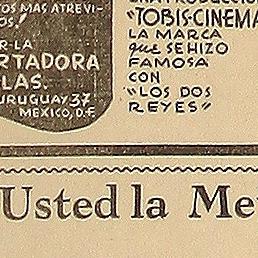 OS MAS ATREVI-
OS!
R-LA
RTADORA
LAS.
URUGUAY 37
MEXICO, D.F.
"TOBIS-CINEMA
LA MARCA
que SE HIZO
FAMOSA
CON
"LOS DOS
REYES"
Usted la Me